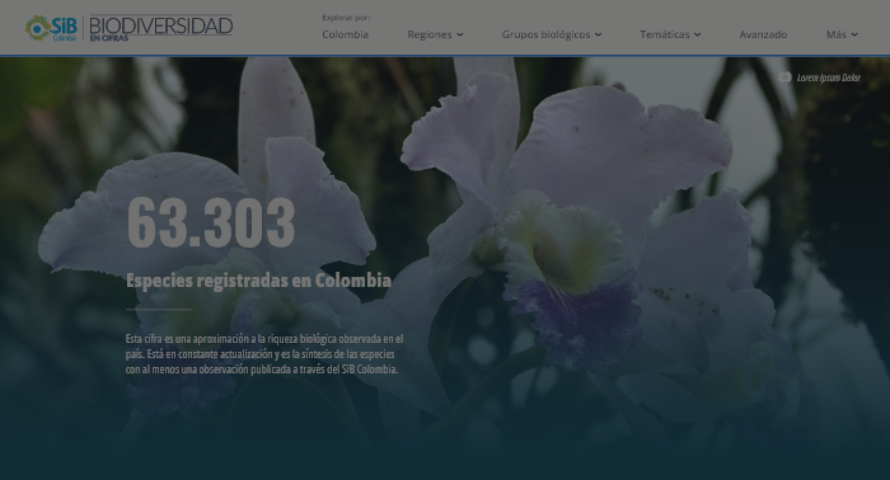 SiB
Colombia
BIODIVERSIDAD
EN CIFRAS
Explorar por:
Colombia
Regiones
Grupos biológicos
Temáticas
Avanzado
Más
Lorem Ipsum Dolor
63.303
Especies registradas en Colombia
Esta cifra es una aproximación a la riqueza biológica observada en el
país. Está en constante actualización y es la síntesis de las especies
con al menos una observación publicada a través del SiB Colombia.